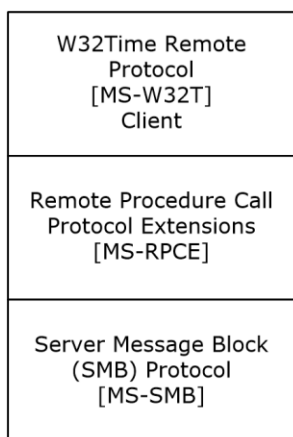 W32Time Remote
Protocol
[MS-W32T]
Client
Remote Procedure Call
Protocol Extensions
[MS-RPCE]
Server Message Block
(SMB) Protocol
[MS-SMB]